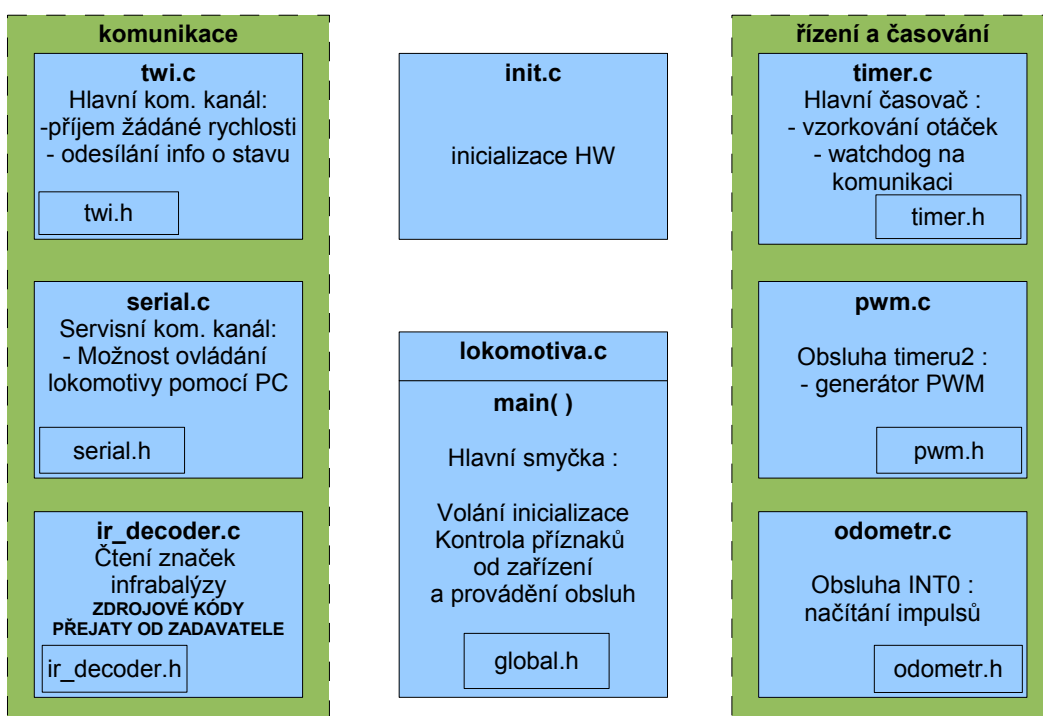 komunikace
twi.c
Hlavní kom. kanál:
-příjem žádáné rychlosti
- odesílání info o stavu
twi.h
serial.c
Servisní kom. kanál:
- Možnost ovládání
lokomotivy pomocí PC
serial.h
ir_decoder.c
Čtení značek
infrabalýzy
ZDROJOVÉ KÓDY
PŘEJATY OD ZADAVATELE
ir_decoder.h
init.c
inicializace HW
lokomotiva.c
main( )
Hlavní smyčka :
Volání inicializace
Kontrola příznaků
od zařízení
a provádění obsluh
global.h
řízení a časování
timer.c
Hlavní časovač :
- vzorkování otáček
- watchdog na
komunikaci
timer.h
pwm.c
Obsluha timeru2 :
- generátor PWM
pwm.h
odometr.c
Obsluha INT0 :
načítání impulsů
odometr.h